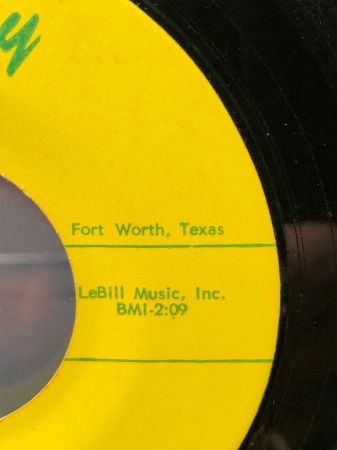 y
Fort Worth, Texas
LeBill Music, Inc.
BMI-2:09